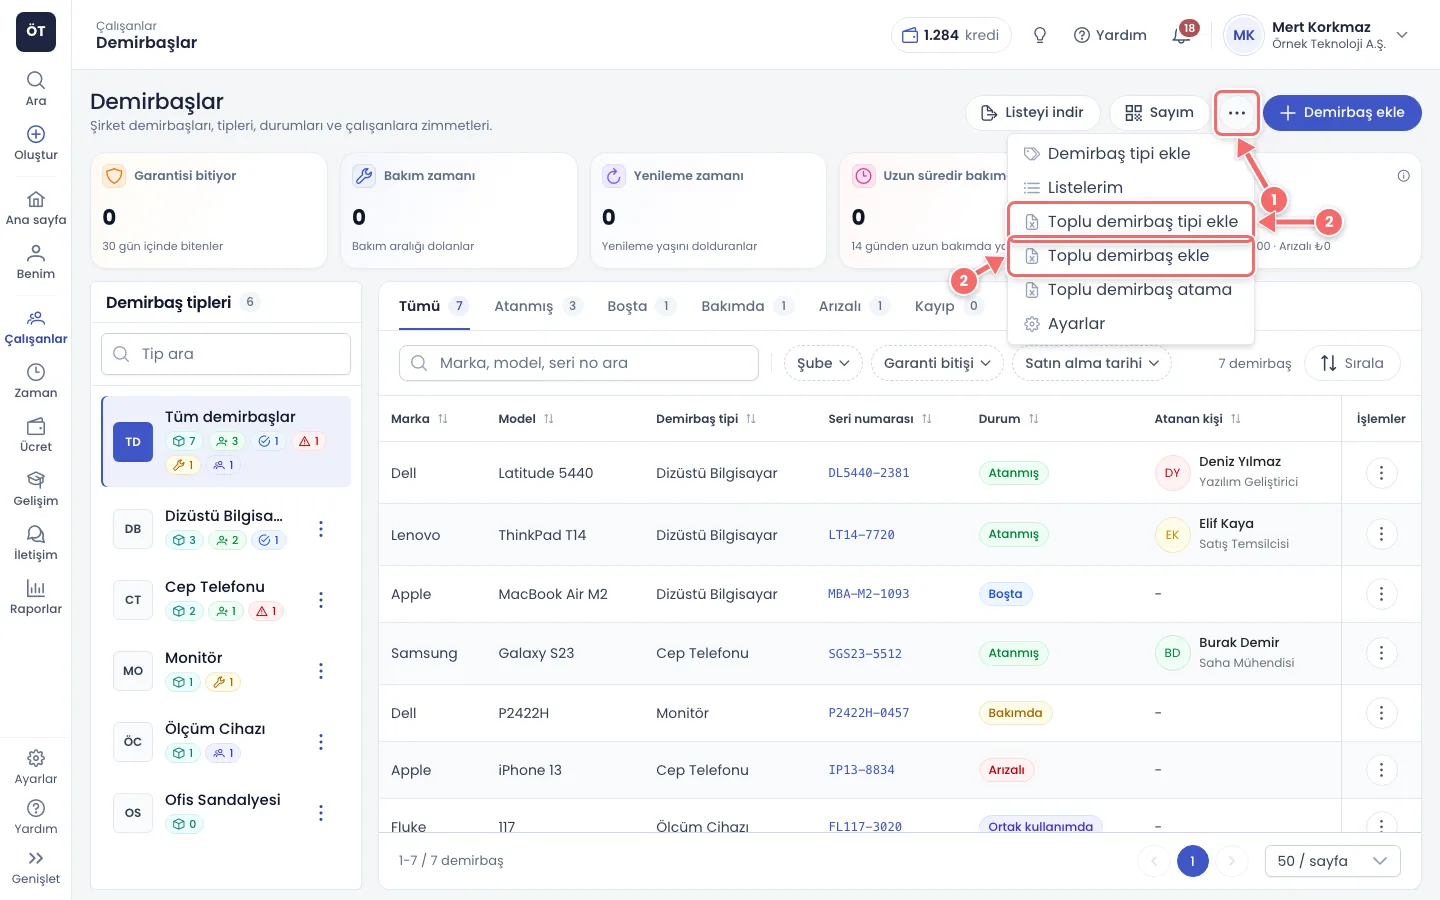 ÖT
Ara
Oluştur
Ana sayfa
Benim
Çalışanlar
Zaman
Ücret
Gelişim
İletişim
Raporlar
Ayarlar
Yardım
Genişlet
Çalışanlar
Demirbaşlar
1.284 kredi
Yardım
18
MK
Mert Korkmaz
Örnek Teknoloji A.Ş.
Demirbaşlar
Şirket demirbaşları, tipleri, durumları ve çalışanlara zimmetleri.
Listeyi indir
Sayım
Demirbaş ekle
Demirbaş tipi ekle
Listelerim
Toplu demirbaş tipi ekle
Toplu demirbaş ekle
Toplu demirbaş atama
Ayarlar
1
2
2
Garantisi bitiyor
0
30 gün içinde bitenler
Bakım zamanı
0
Bakım aralığı dolanlar
Yenileme zamanı
0
Yenileme yaşını dolduranlar
Uzun süredir bakım
0
14 günden uzun bakımda
00 · Arızalı ₺0
Demirbaş tipleri 6
Tip ara
TD
Tüm demirbaşlar
7 3 1 1
1 1
DB
Dizüstü Bilgisa...
3 2 1
CT
Cep Telefonu
2 1 1
MO
Monitör
1 1
ÖC
Ölçüm Cihazı
1 1
OS
Ofis Sandalyesi
0
Tümü 7 Atanmış 3 Boşta 1 Bakımda 1 Arızalı 1 Kayıp 0
Marka, model, seri no ara
Şube Garanti bitişi Satın alma tarihi
7 demirbaş
Sırala
Marka Model Demirbaş tipi Seri numarası Durum Atanan kişi İşlemler
Dell Latitude 5440 Dizüstü Bilgisayar DL5440-2381 Atanmış DY Deniz Yılmaz
Yazılım Geliştirici
Lenovo ThinkPad T14 Dizüstü Bilgisayar LT14-7720 Atanmış EK Elif Kaya
Satış Temsilcisi
Apple MacBook Air M2 Dizüstü Bilgisayar MBA-M2-1093 Boşta -
Samsung Galaxy S23 Cep Telefonu SGS23-5512 Atanmış BD Burak Demir
Saha Mühendisi
Dell P2422H Monitör P2422H-0457 Bakımda -
Apple iPhone 13 Cep Telefonu IP13-8834 Arızalı -
Fluke 117 Ölçüm Cihazı FL117-3020 Ortak kullanımda -
1-7 / 7 demirbaş
1
50 / sayfa